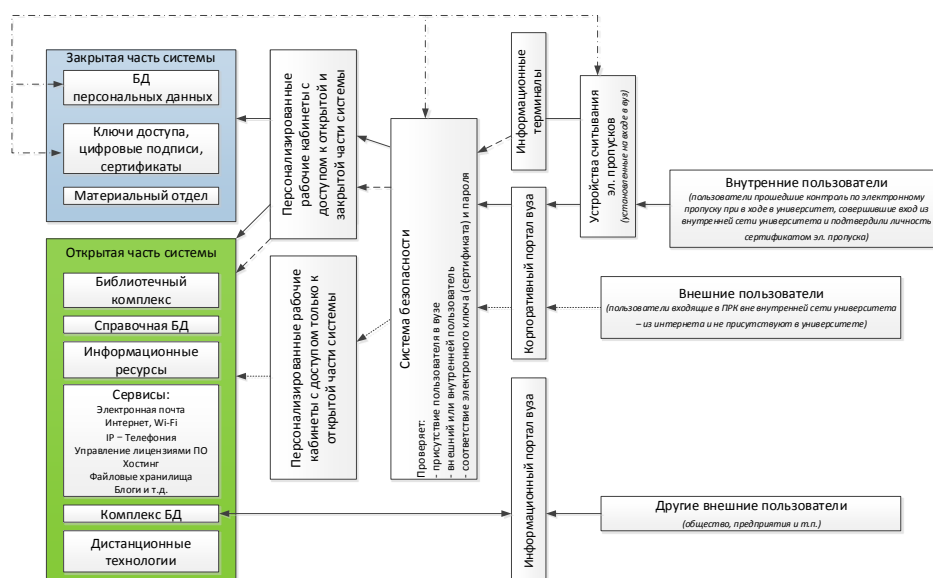 Закрытая часть системы
БД
персональных данных
Ключи доступа,
цифровые подписи,
сертификаты
Материальный отдел
Открытая часть системы
Библиотечный
комплекс
Справочная БД
Информационные
ресурсы
Сервисы:
Электронная почта
Интернет, Wi-Fi
IP – Телефония
Управление лицензиями ПО
Хостинг
Файловые хранилища
Блоги и т.д.
Комплекс БД
Дистанционные
технологии
Персонализированные
рабочие кабинеты с
доступом к открытой и
закрытой части системы
Персонализированные рабочие
кабинеты с доступом только к
открытой части системы
Система безопасности
Проверяет:
- присутствие пользователя в вузе
- внешний или внутренней пользователь
- соответствие электронного ключа (сертификата) и пароля
Информационные
терминалы
Корпоративный портал вуза
Информационный портал вуза
Устройства считывания
эл. пропусков
(установленные на входе в вуз)
Внутренние пользователи
(пользователи прошедшие контроль по электронному
пропуску при в ходе в университет, совершившие вход из
внутренней сети университета и подтвердили личность
сертификатом эл. пропуска)
Внешние пользователи
(пользователи входящие в ПРК вне внутренней сети университета
– из интернета и не присутствуют в университете)
Другие внешние пользователи
(общество, предприятия и т.п.)